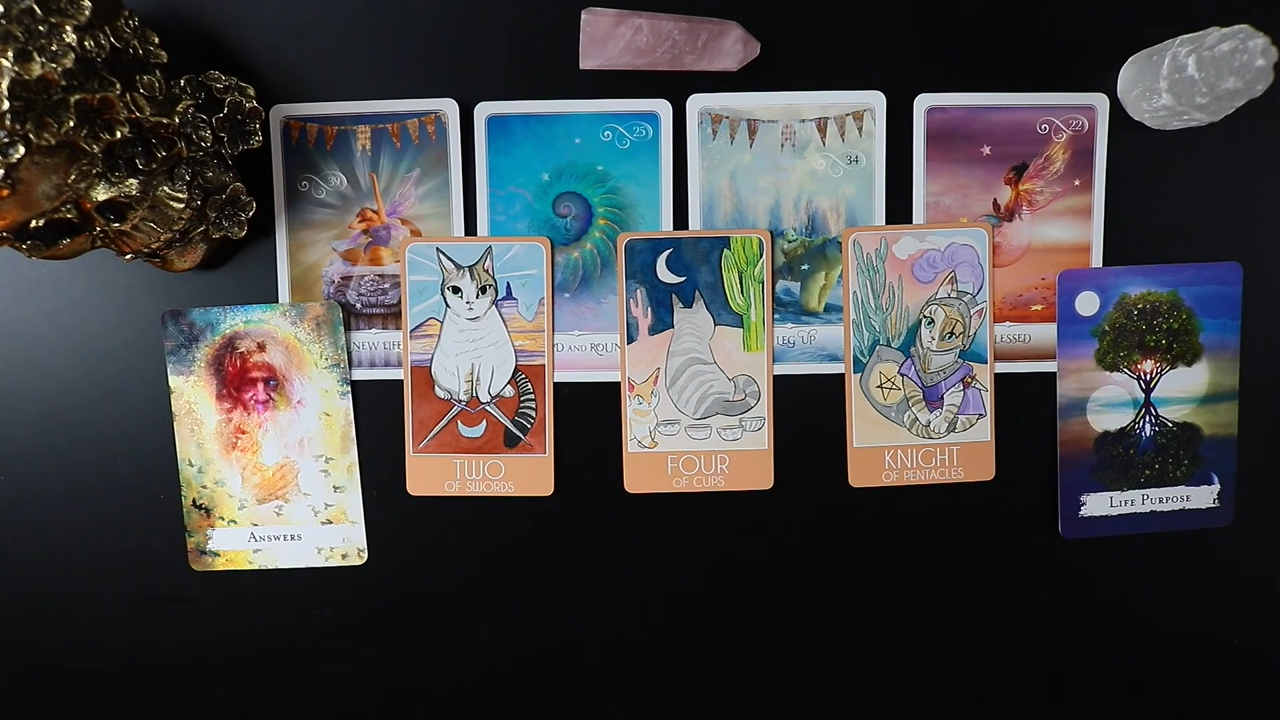 39
25
34
22
NEW LIFE
LEG UP
ANSWERS
TWO
OF SWORDS
FOUR
OF CUPS
KNIGHT
OF PENTACLES
LIFE PURPOSE